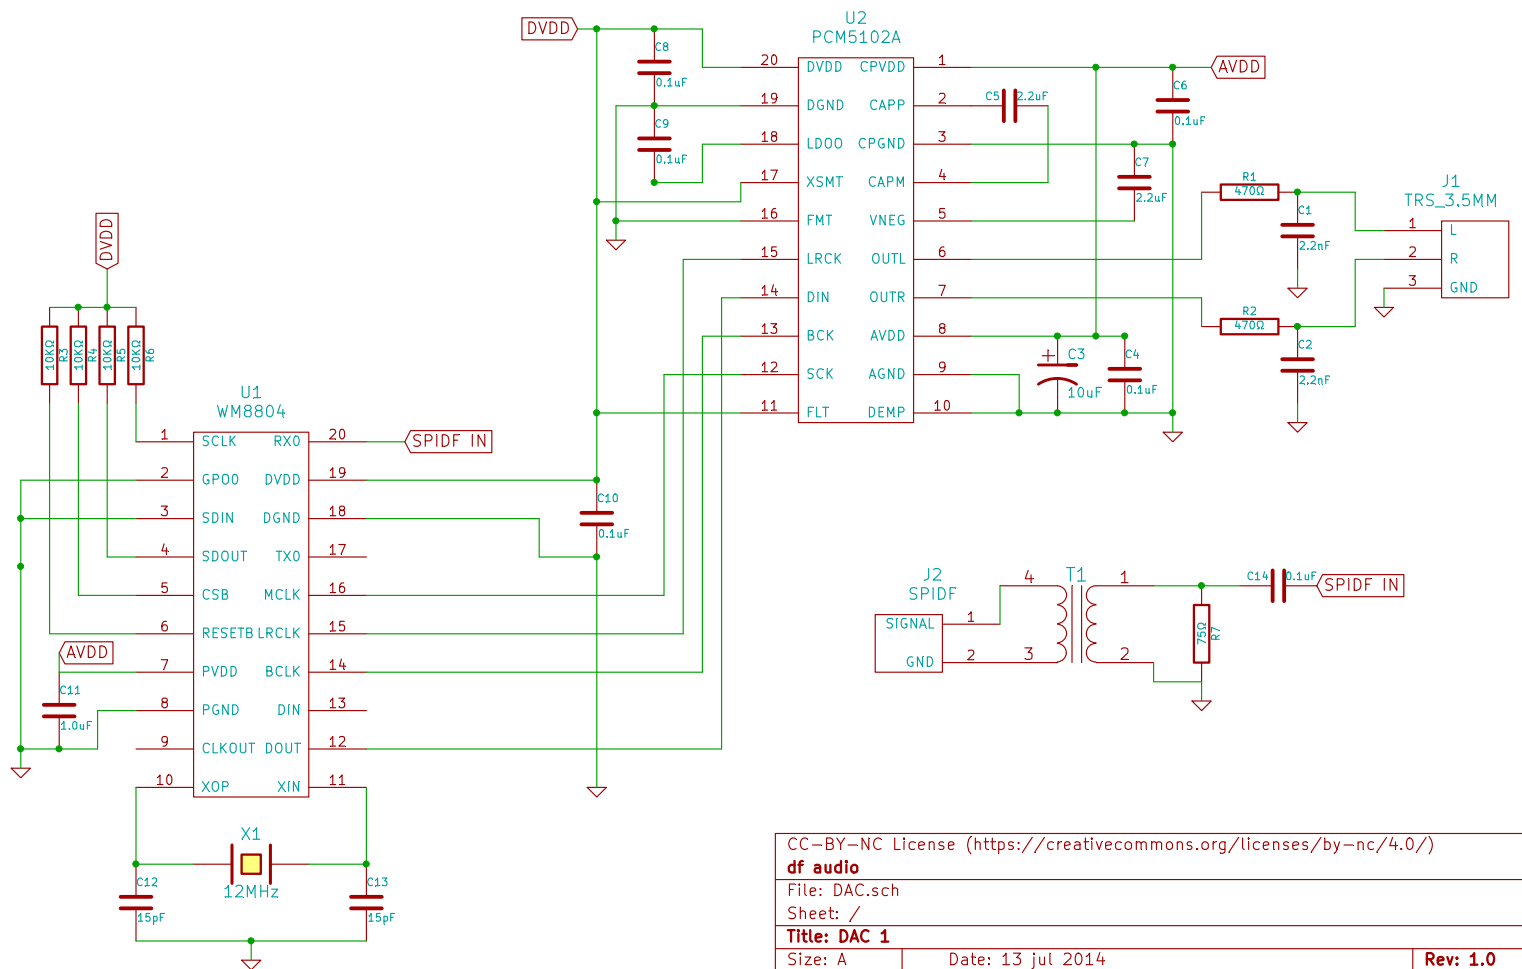 DVDD
C8
0.1uF
C9
0.1uF
U2
PCM5102A
20 DVDD CPVDD 1
19 DGND CAPP 2
18 LDOO CPGND 3
17 XSMT CAPM 4
16 FMT VNEG 5
15 LRCK OUTL 6
14 DIN OUTR 7
13 BCK AVDD 8
12 SCK AGND 9
11 FLT DEMP 10
AVDD
C5 2.2uF
C6
0.1uF
C7
2.2uF
R1
470Ω
C1
2.2nF
R2
470Ω
C2
2.2nF
J1
TRS_3.5MM
1 L
2 R
3 GND
C3
10uF
C4
0.1uF
DVDD
10KΩ R3
10KΩ R4
10KΩ R5
10KΩ R6
U1
WM8804
1 SCLK RX0 20
2 GPO0 DVDD 19
3 SDIN DGND 18
4 SDOUT TX0 17
5 CSB MCLK 16
6 RESETB LRCLK 15
7 PVDD BCLK 14
8 PGND DIN 13
9 CLKOUT DOUT 12
10 XOP XIN 11
SPIDF IN
AVDD
C11
1.0uF
C10
0.1uF
X1
12MHz
C12
15pF
C13
15pF
J2
SPIDF
SIGNAL 1
GND 2
T1
4
3
1
2
75Ω R7
C14 0.1uF
SPIDF IN
CC-BY-NC License (https://creativecommons.org/licenses/by-nc/4.0/)
df audio
File: DAC.sch
Sheet: /
Title: DAC 1
Size: A Date: 13 jul 2014 Rev: 1.0